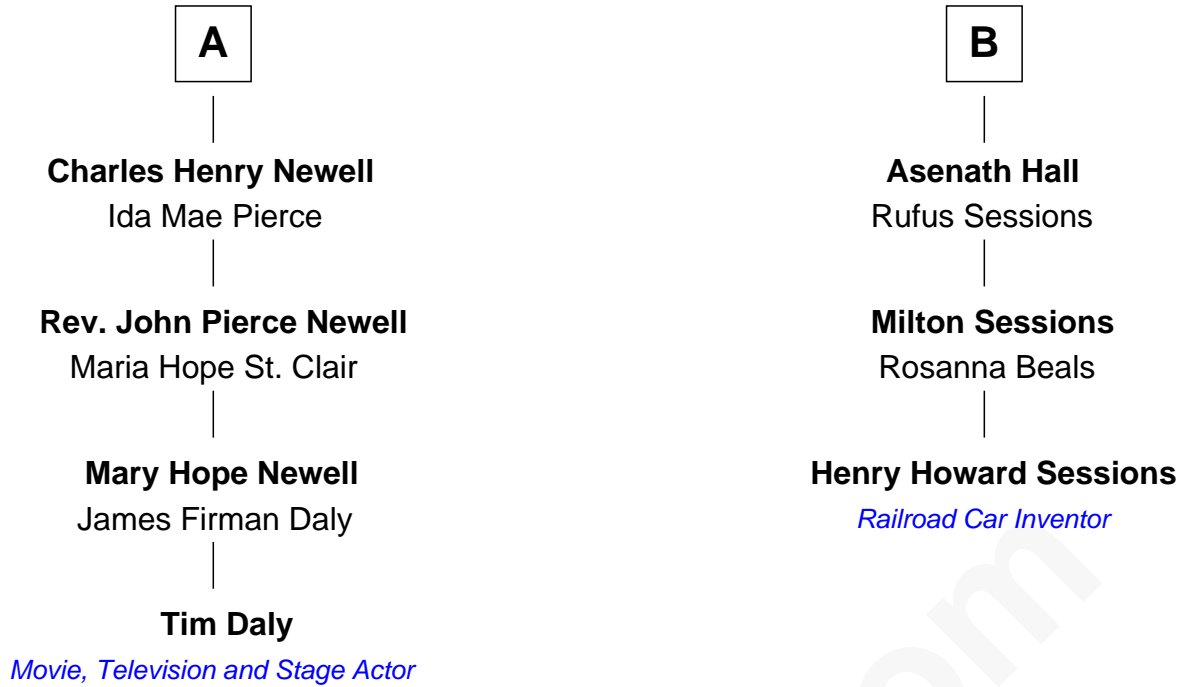 A
Charles Henry Newell
Ida Mae Pierce
Rev. John Pierce Newell
Maria Hope St. Clair
Mary Hope Newell
James Firman Daly
Tim Daly
Movie, Television and Stage Actor
B
Asenath Hall
Rufus Sessions
Milton Sessions
Rosanna Beals
Henry Howard Sessions
Railroad Car Inventor
om